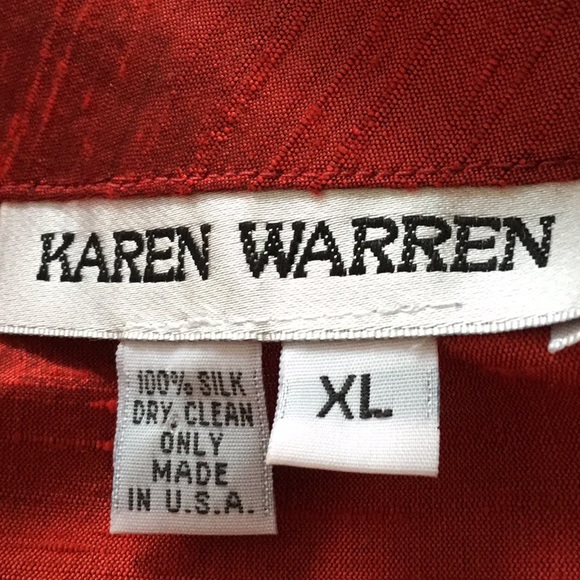 KAREN WARREN
100% SILK
DRY, CLEAN
ONLY
MADE
IN U.S.A.
XL